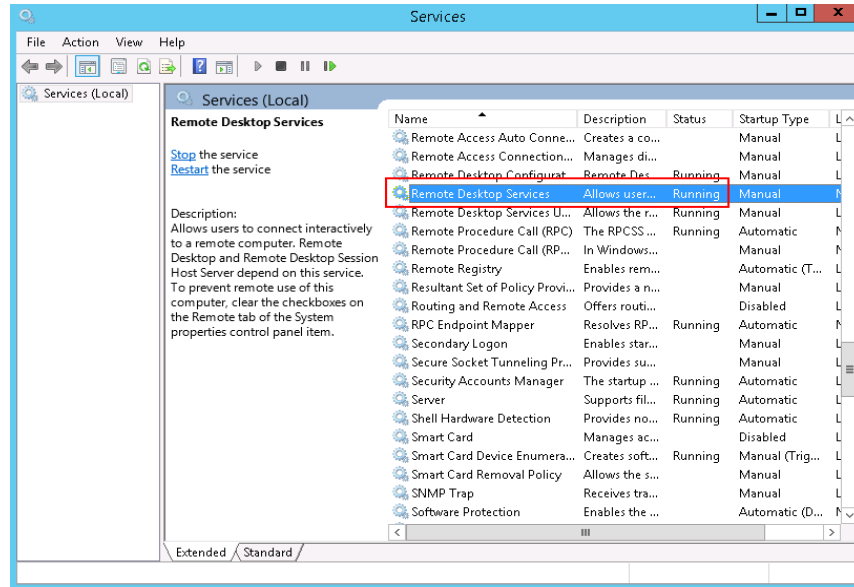 Services
File Action View Help
Services (Local)
Services (Local)
Remote Desktop Services
Stop the service
Restart the service
Description:
Allows users to connect interactively
to a remote computer. Remote
Desktop and Remote Desktop Session
Host Server depend on this service.
To prevent remote use of this
computer, clear the checkboxes on
the Remote tab of the System
properties control panel item.
Name Description Status Startup Type L
Remote Access Auto Conne... Creates a co... Manual L
Remote Access Connection... Manages di... Manual L
Remote Desktop Configurat... Remote Des... Running Manual L
Remote Desktop Services Allows user... Running Manual N
Remote Desktop Services U... Allows the r... Running Manual L
Remote Procedure Call (RPC) The RPCSS ... Running Automatic N
Remote Procedure Call (RP... In Windows... Manual N
Remote Registry Enables rem... Automatic (T... L
Resultant Set of Policy Provi... Provides a n... Manual L
Routing and Remote Access Offers routi... Disabled L
RPC Endpoint Mapper Resolves RP... Running Automatic N
Secondary Logon Enables star... Manual L
Secure Socket Tunneling Pr... Provides su... Manual L
Security Accounts Manager The startup ... Running Automatic L
Server Supports fil... Running Automatic L
Shell Hardware Detection Provides no... Running Automatic L
Smart Card Manages ac... Disabled L
Smart Card Device Enumera... Creates soft... Running Manual (Trig... L
Smart Card Removal Policy Allows the s... Manual L
SNMP Trap Receives tra... Manual L
Software Protection Enables the ... Automatic (D... N
Extended Standard